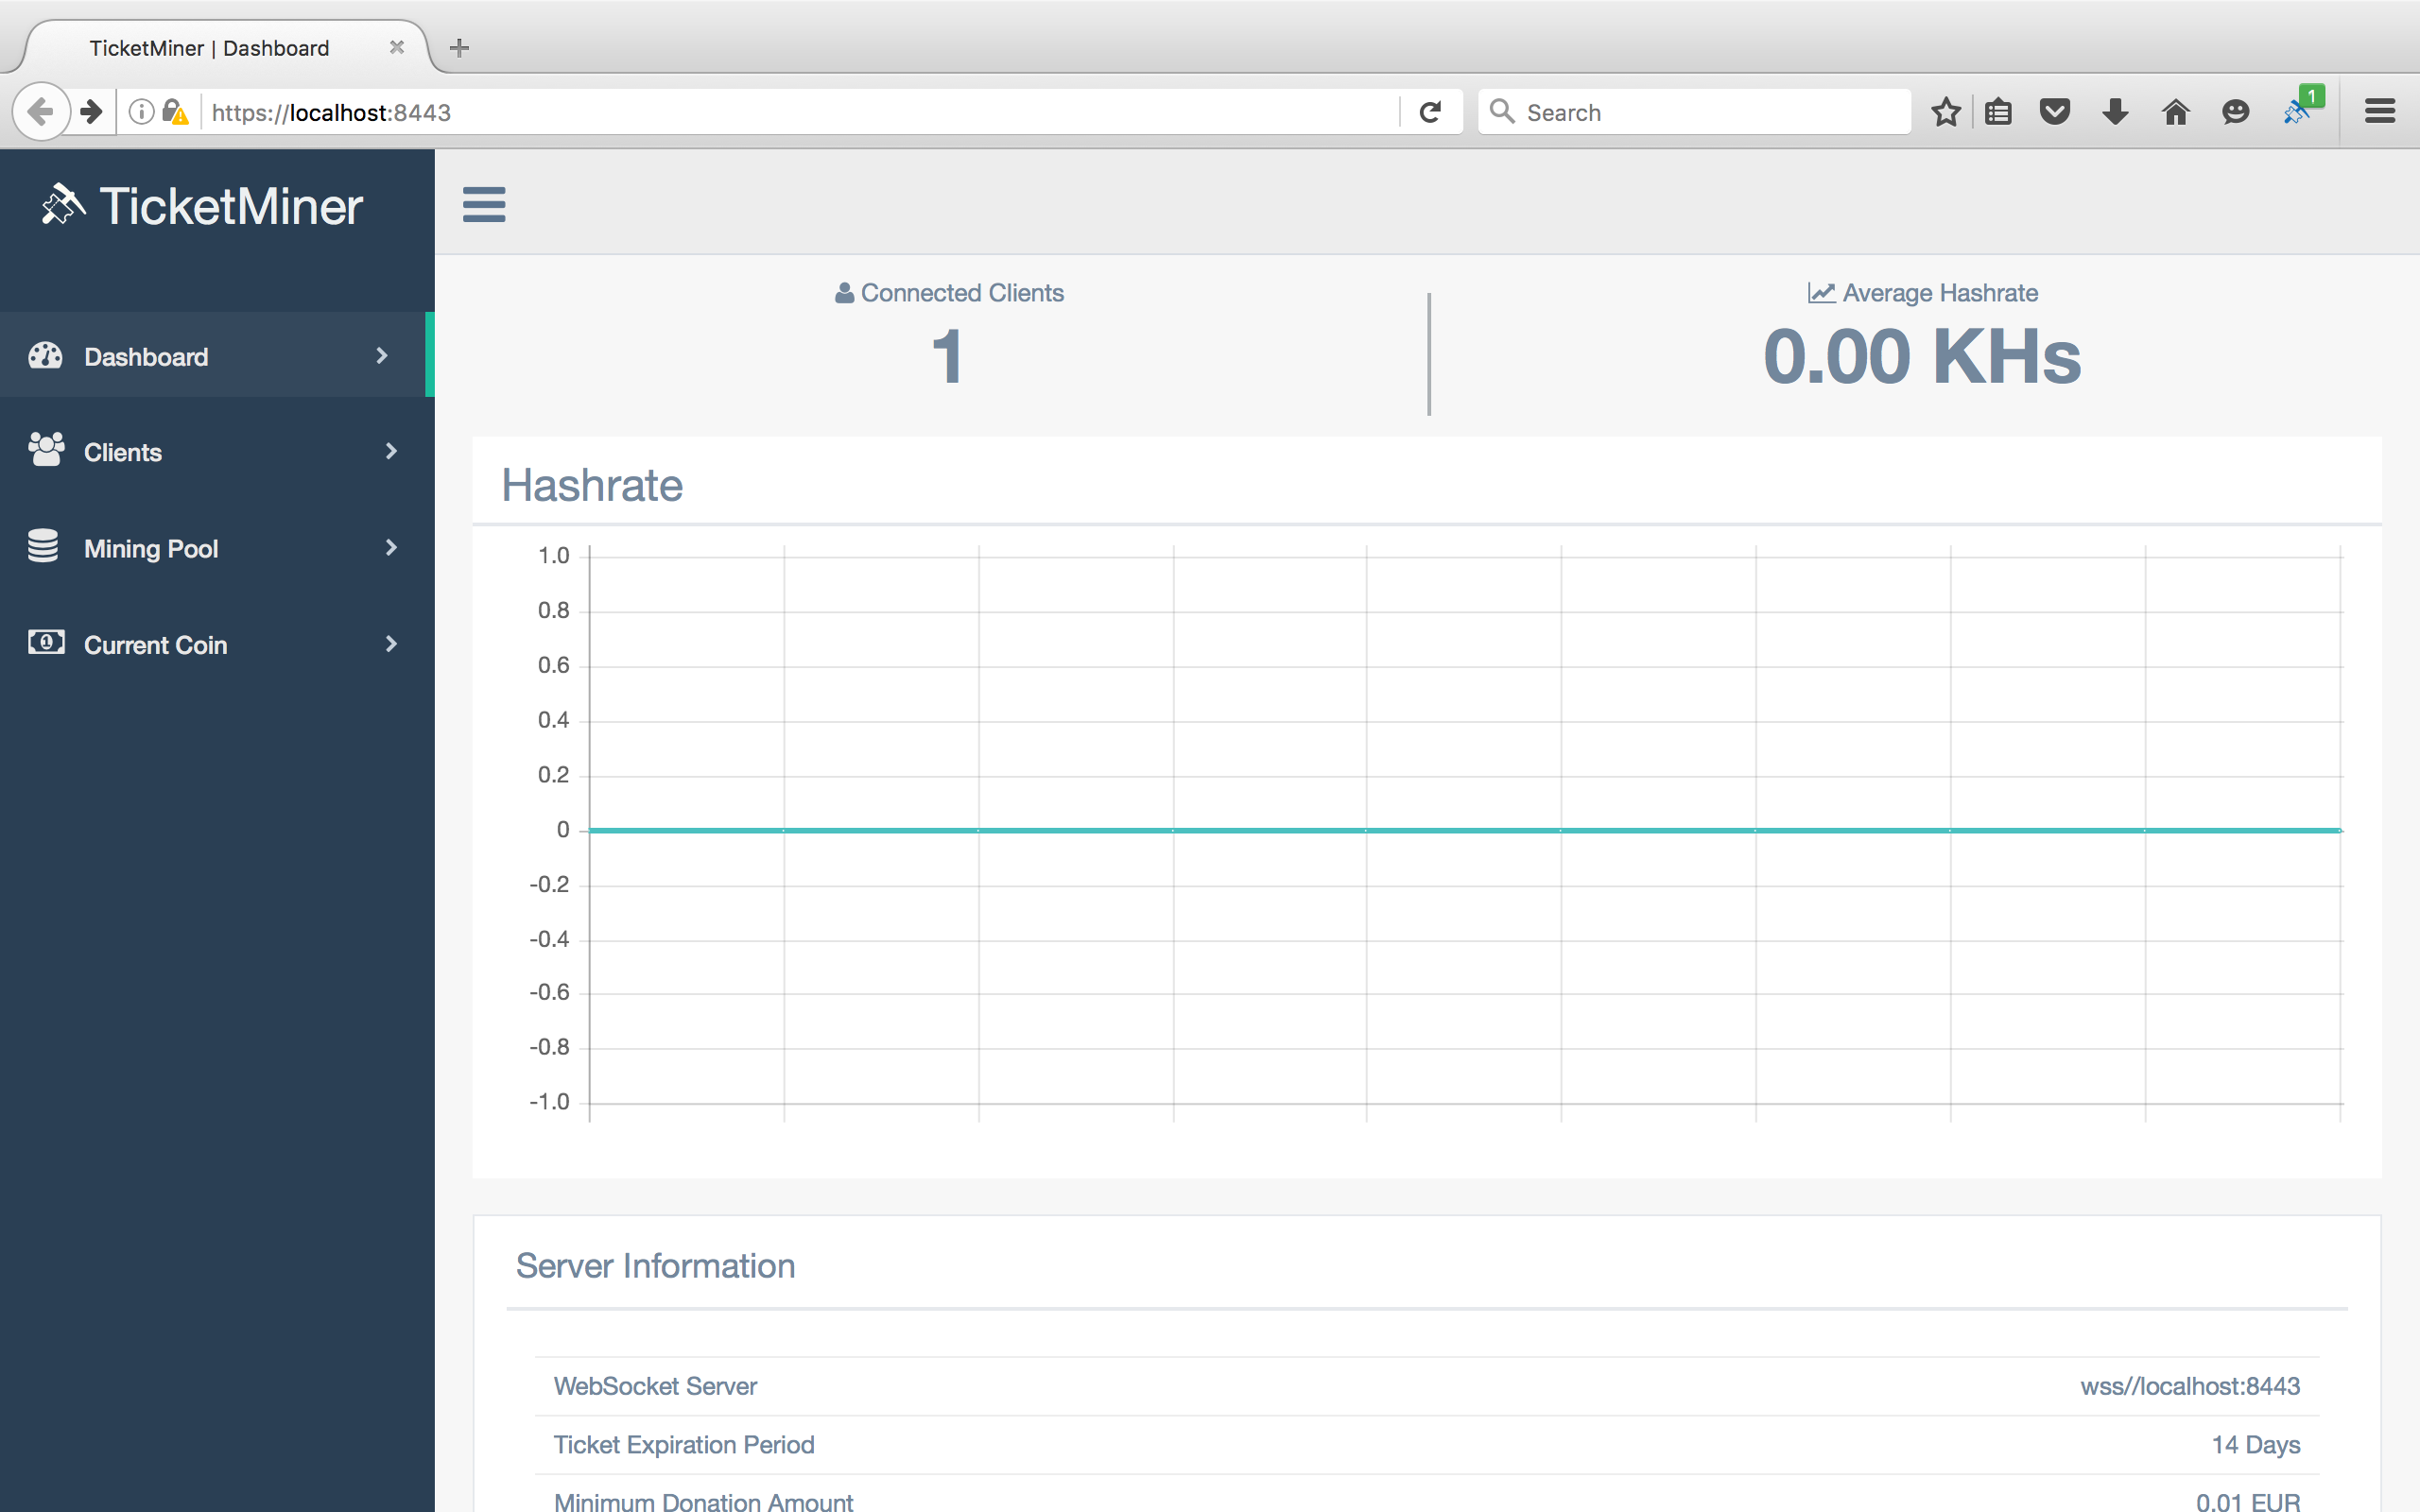 TicketMiner | Dashboard
https://localhost:8443
Search
1
TicketMiner
Connected Clients
Average Hashrate
1
0.00 KHs
Dashboard
Clients
Mining Pool
Current Coin
Hashrate
1.0
0.8
0.6
0.4
0.2
0
-0.2
-0.4
-0.6
-0.8
-1.0
Server Information
WebSocket Server wss//localhost:8443
Ticket Expiration Period 14 Days
Minimum Donation Amount 0.01 EUR